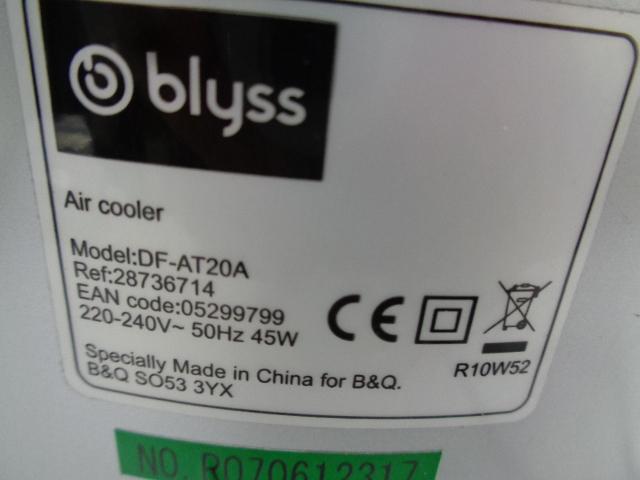 blyss
Air cooler
Model:DF-AT20A
Ref:28736714
EAN code:05299799
220-240V~ 50Hz 45W
CE
R10W52
Specially Made in China for B&Q.
B&Q SO53 3YX
NO. R070612317